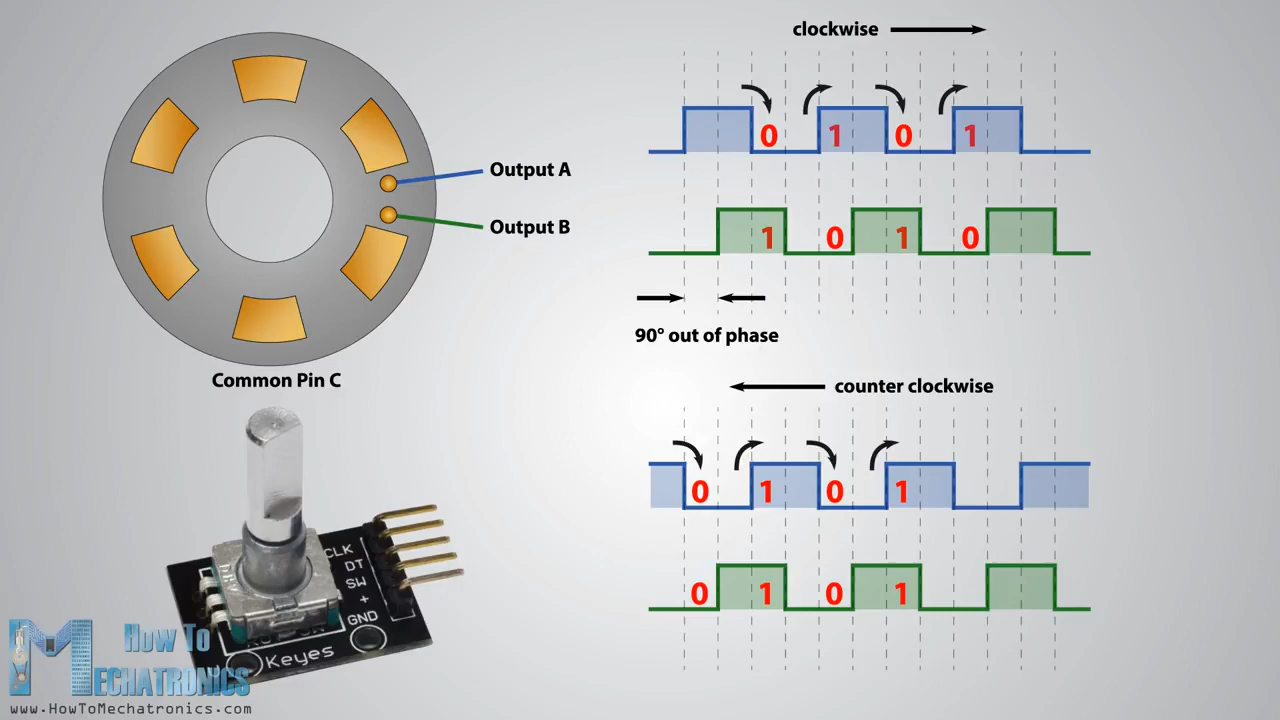 clockwise
0 1 0 1
Output A
Output B
1 0 1 0
90° out of phase
Common Pin C
counter clockwise
0 1 0 1
0 1 0 1
CLK
DT
SW
+
GND
Keyes
How To
MECHATRONICS
www.HowToMechatronics.com